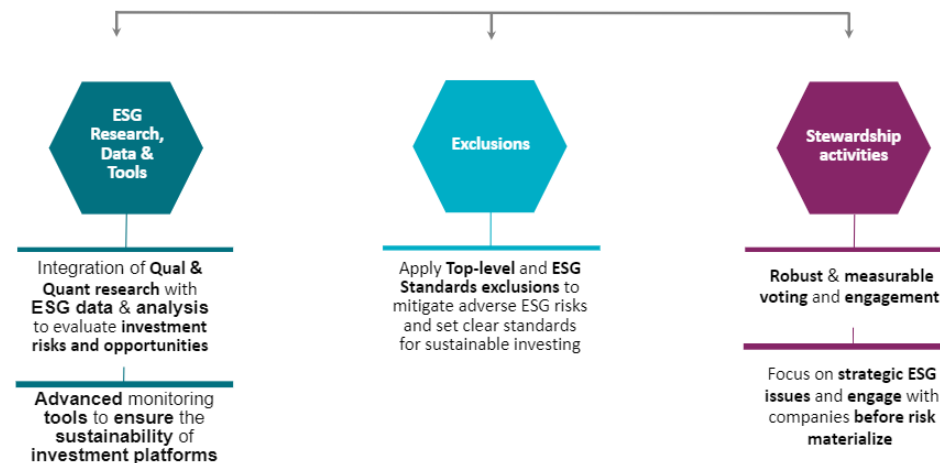 ESG
Research,
Data &
Tools
Integration of Qual &
Quant research with
ESG data & analysis
to evaluate investment
risks and opportunities
Advanced monitoring
tools to ensure the
sustainability of
investment platforms
Exclusions
Apply Top-level and ESG
Standards exclusions to
mitigate adverse ESG risks
and set clear standards
for sustainable investing
Stewardship
activities
Robust & measurable
voting and engagement
Focus on strategic ESG
issues and engage with
companies before risk
materialize